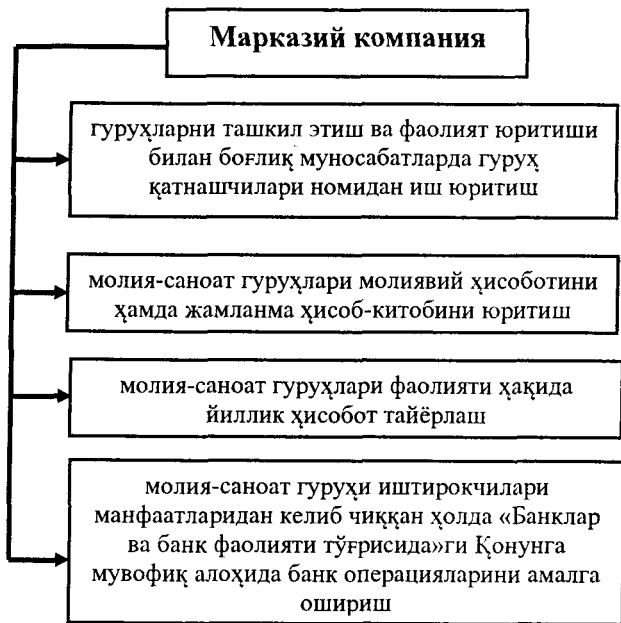 Марказий компания
гуруҳларни ташкил этиш ва фаолият юритиши
билан боғлиқ муносабатларда гуруҳ
қатнашчилари номидан иш юритиш
молия-саноат гуруҳлари молиявий ҳисоботини
ҳамда жамланма ҳисоб-китобини юритиш
молия-саноат гуруҳлари фаолияти ҳақида
йиллик ҳисобот тайёрлаш
молия-саноат гуруҳи иштирокчилари
манфаатларидан келиб чиққан ҳолда «Банклар
ва банк фаолияти тўғрисида»ги Қонунга
мувофиқ алоҳида банк операцияларини амалга
ошириш